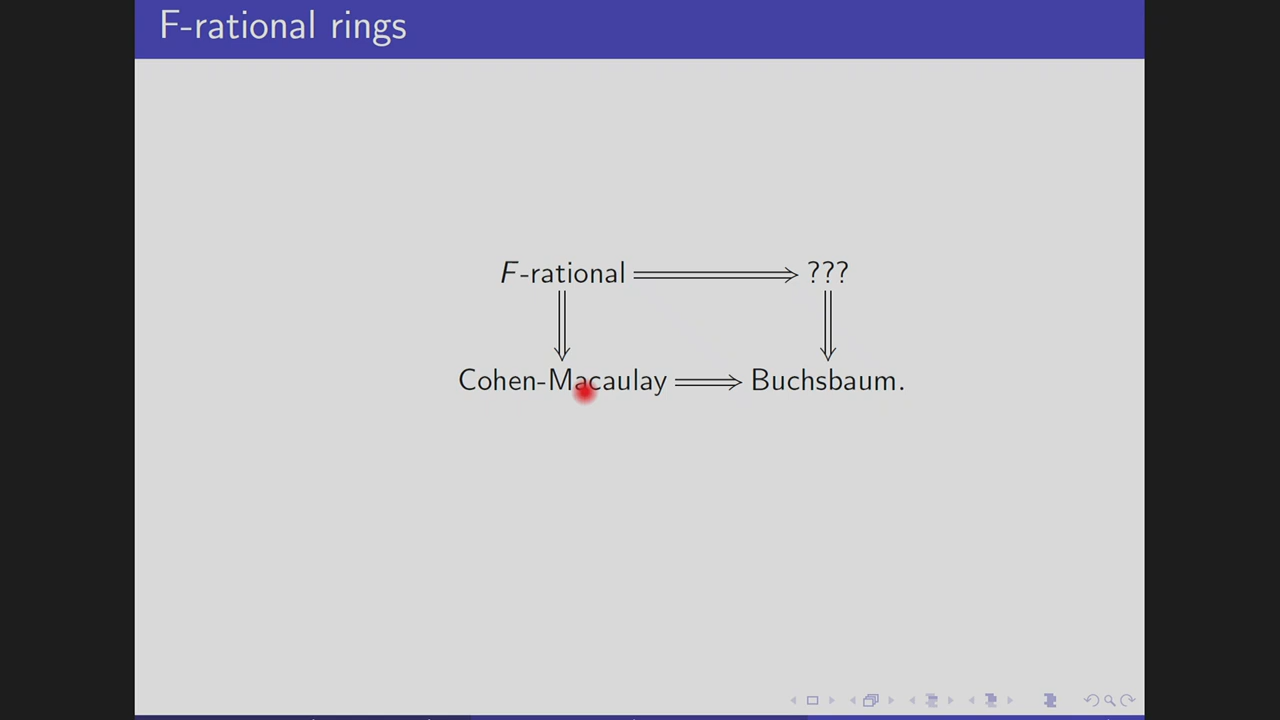 F-rational rings
F-rational ⟹ ???
Cohen-Macaulay ⟹ Buchsbaum.